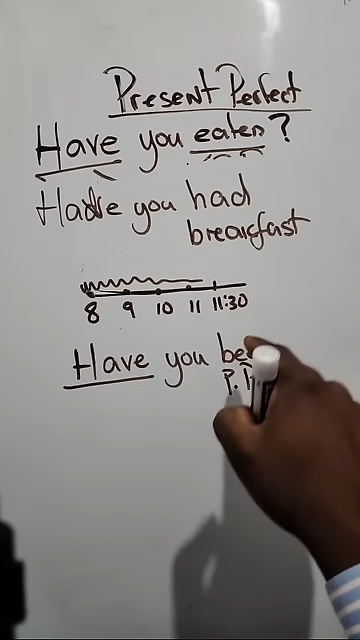 Present Perfect
Have you eaten?
Have you had
breakfast
8 9 10 11 11:30
Have you be
P.